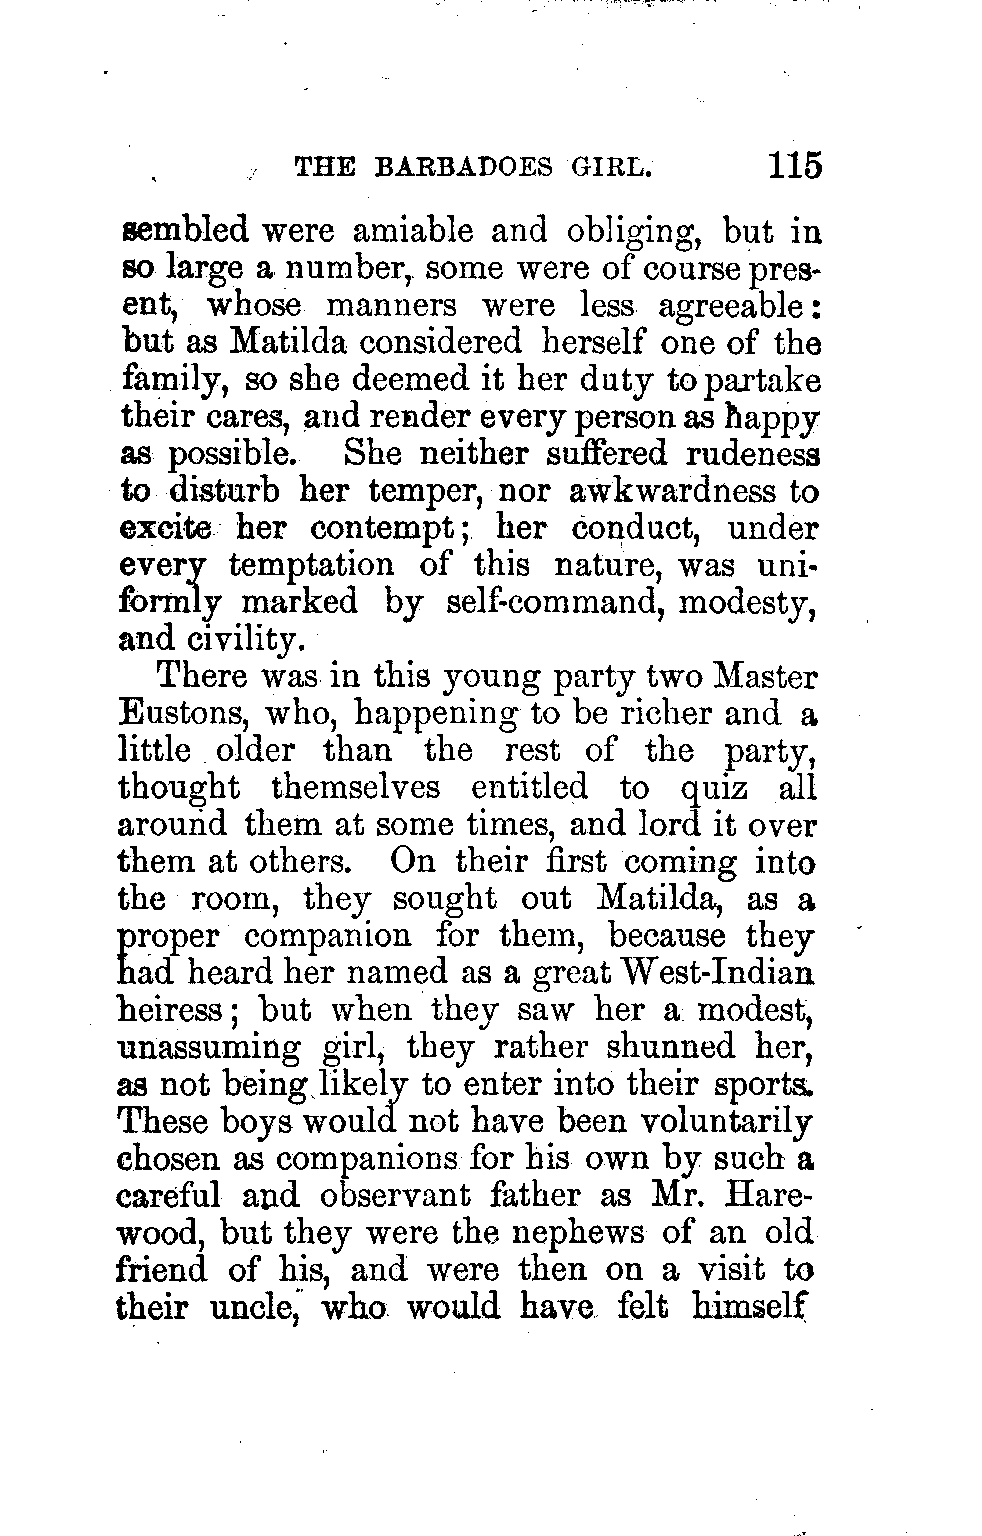 THE BARBADOES GIRL. 115
sembled were amiable and obliging, but in
so large a number, some were of course pres-
ent, whose manners were less agreeable:
but as Matilda considered herself one of the
family, so she deemed it her duty to partake
their cares, and render every person as happy
as possible. She neither suffered rudeness
to disturb her temper, nor awkwardness to
excite her contempt; her conduct, under
every temptation of this nature, was uni-
formly marked by self-command, modesty,
and civility.
There was in this young party two Master
Eustons, who, happening to be richer and a
little older than the rest of the party,
thought themselves entitled to quiz all
around them at some times, and lord it over
them at others. On their first coming into
the room, they sought out Matilda, as a
proper companion for them, because they
had heard her named as a great West-Indian
heiress; but when they saw her a modest,
unassuming girl, they rather shunned her,
as not being likely to enter into their sports.
These boys would not have been voluntarily
chosen as companions for his own by such a
careful and observant father as Mr. Hare-
wood, but they were the nephews of an old
friend of his, and were then on a visit to
their uncle, who would have felt himself